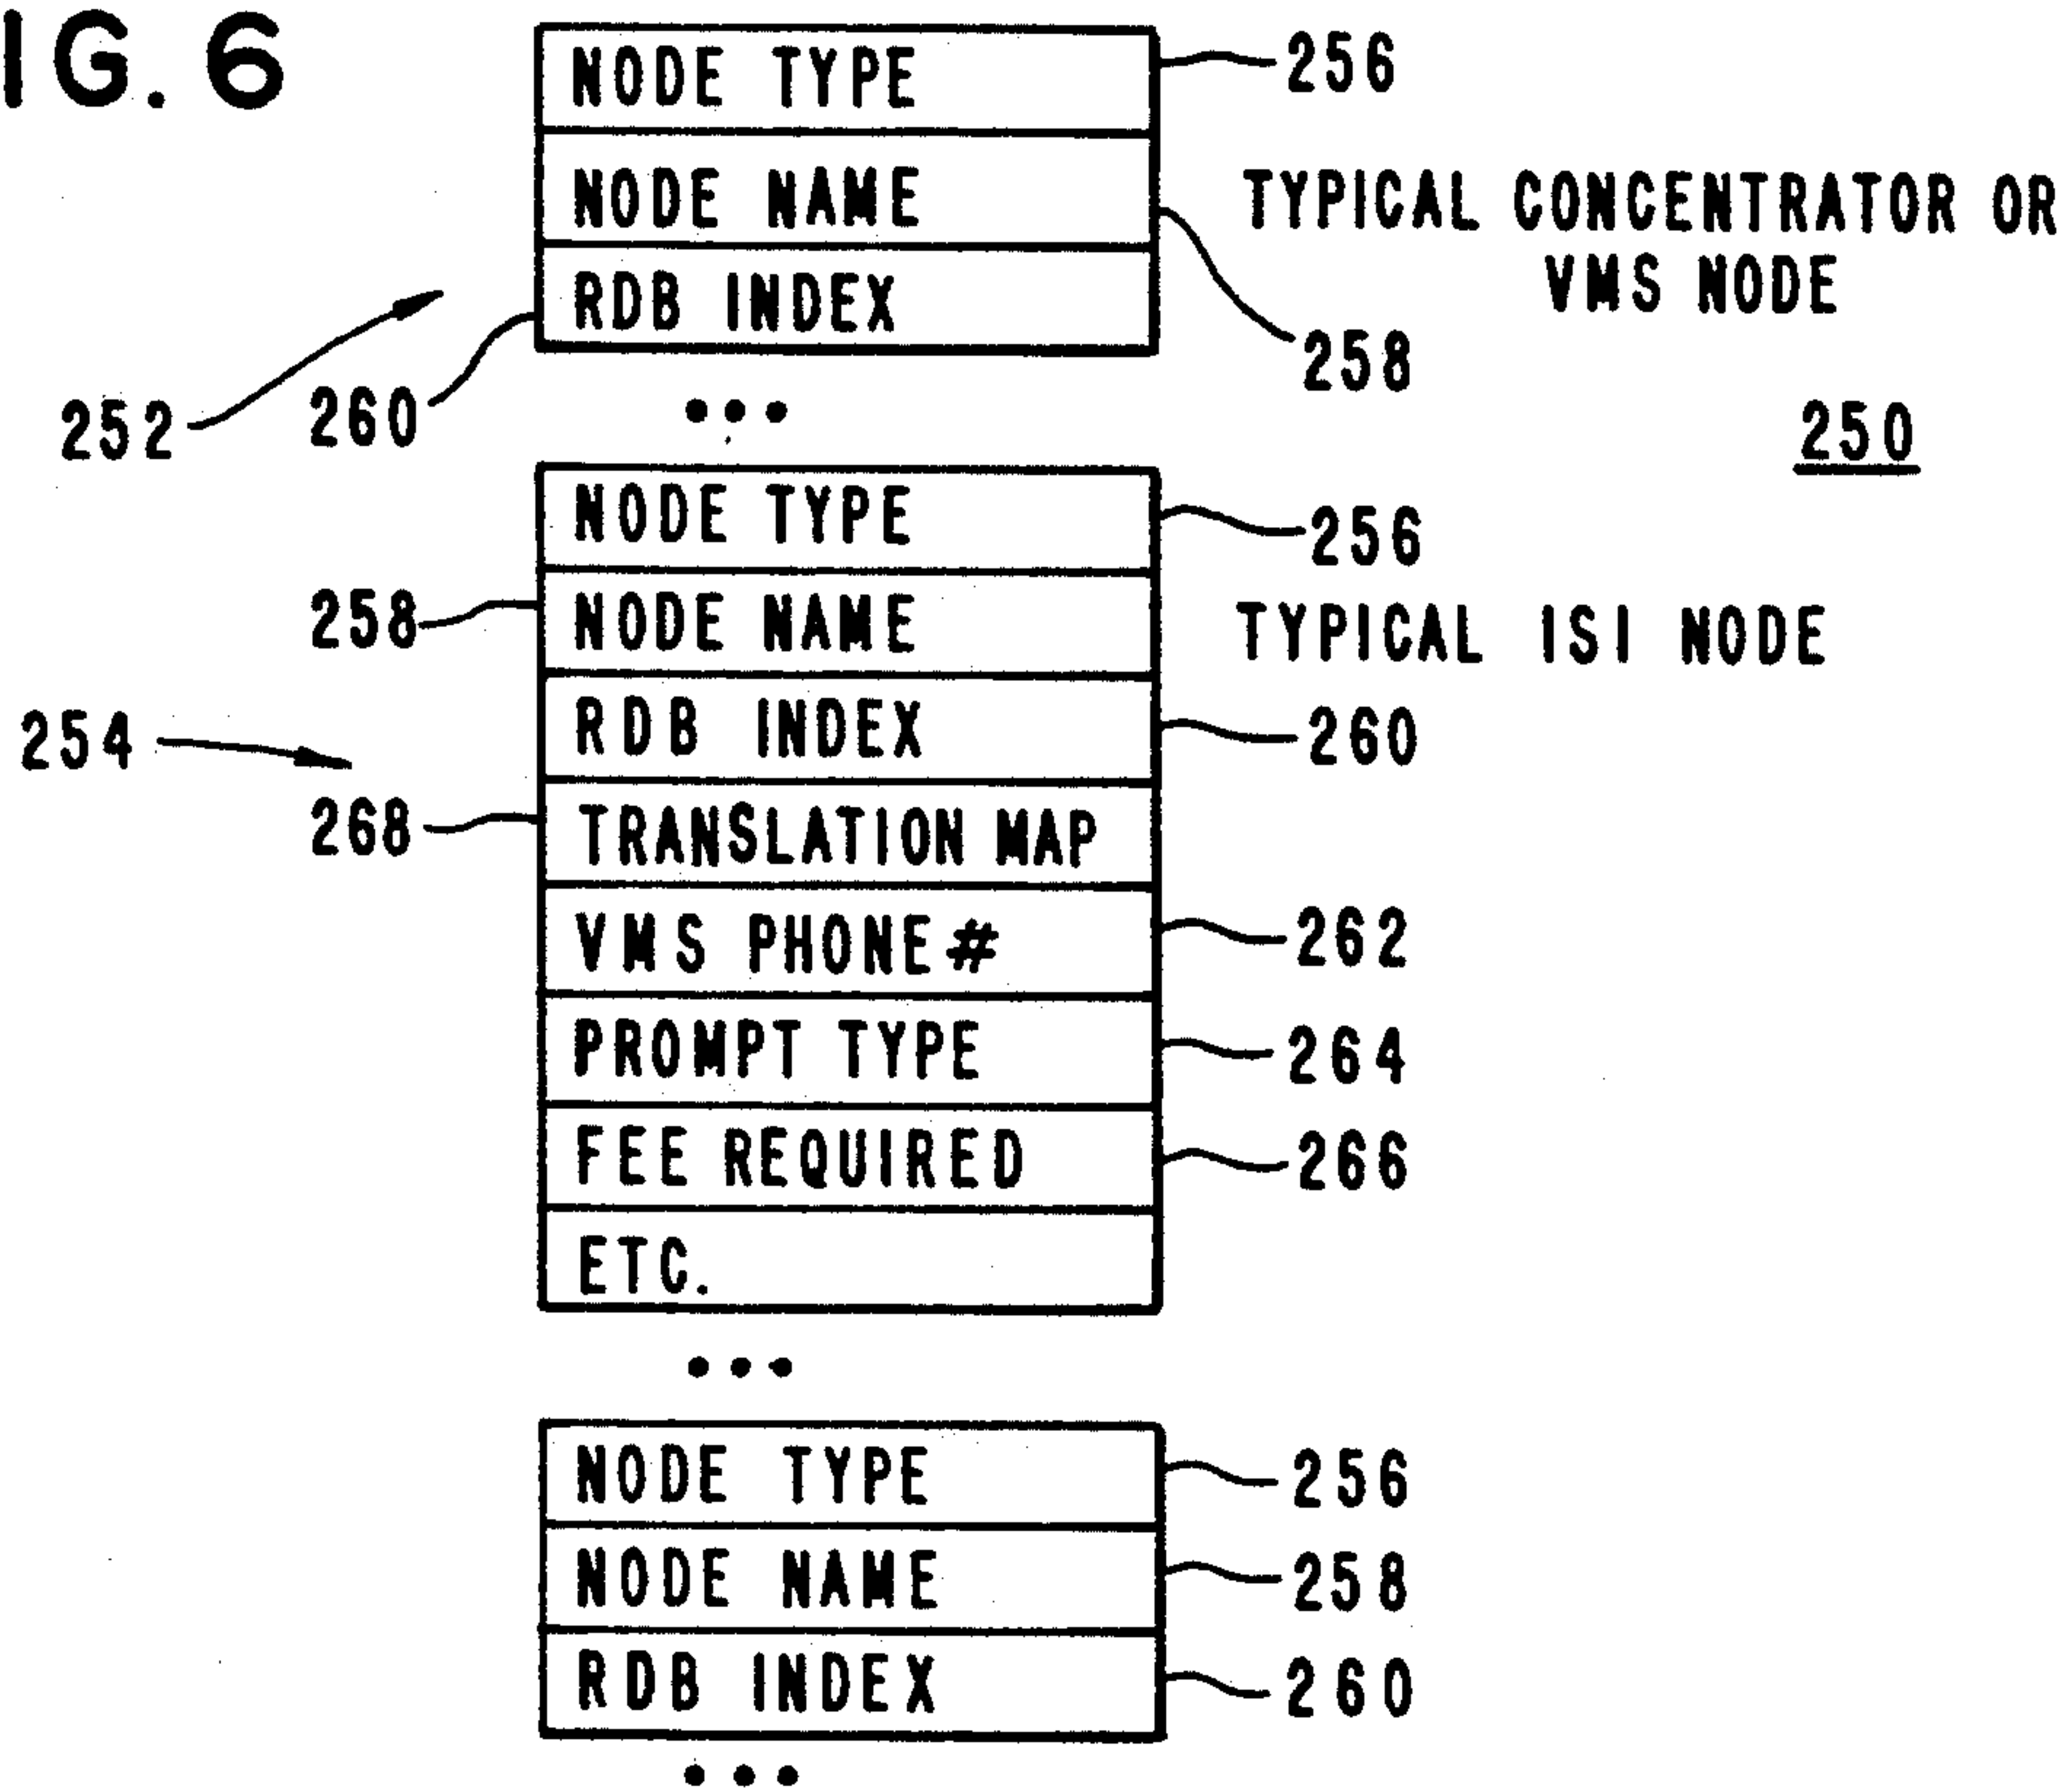 IG. 6
NODE TYPE
256
NODE NAME
TYPICAL CONCENTRATOR OR
VMS NODE
RDB INDEX
258
252
260
•••
250
NODE TYPE
256
258
NODE NAME
TYPICAL ISI NODE
254
RDB INDEX
260
268
TRANSLATION MAP
VMS PHONE #
262
PROMPT TYPE
264
FEE REQUIRED
266
ETC.
•••
NODE TYPE
256
NODE NAME
258
RDB INDEX
260
•••